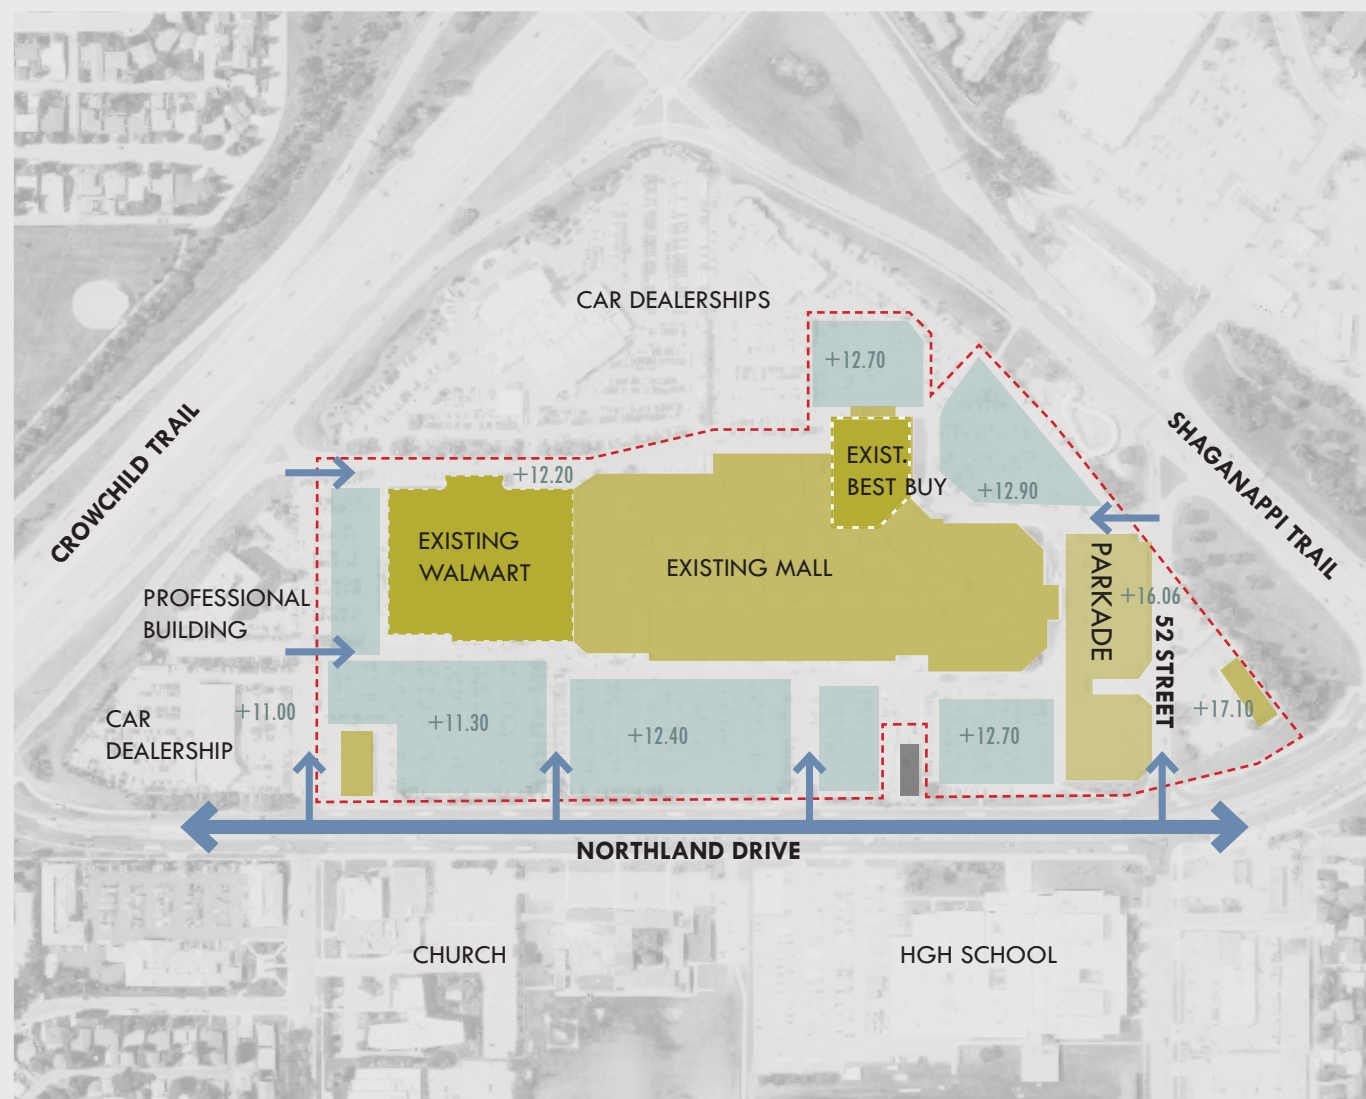 CAR DEALERSHIPS
+12.70
CROWCHILD TRAIL
SHAGANAPPI TRAIL
EXIST.
BEST BUY
+12.20
+12.90
EXISTING
WALMART
EXISTING MALL
PARKADE
+16.06
PROFESSIONAL
BUILDING
52 STREET
CAR
DEALERSHIP
+11.00
+11.30
+12.40
+12.70
+17.10
NORTHLAND DRIVE
CHURCH
HGH SCHOOL